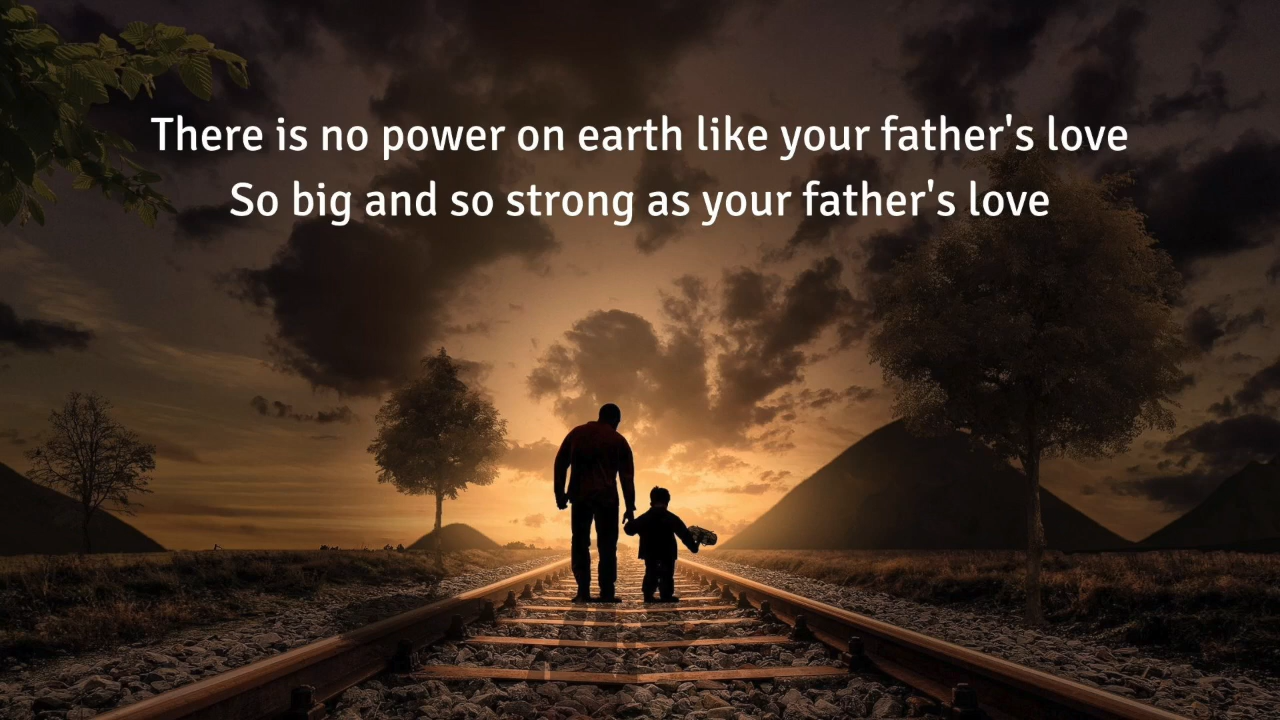 There is no power on earth like your father's love
So big and so strong as your father's love